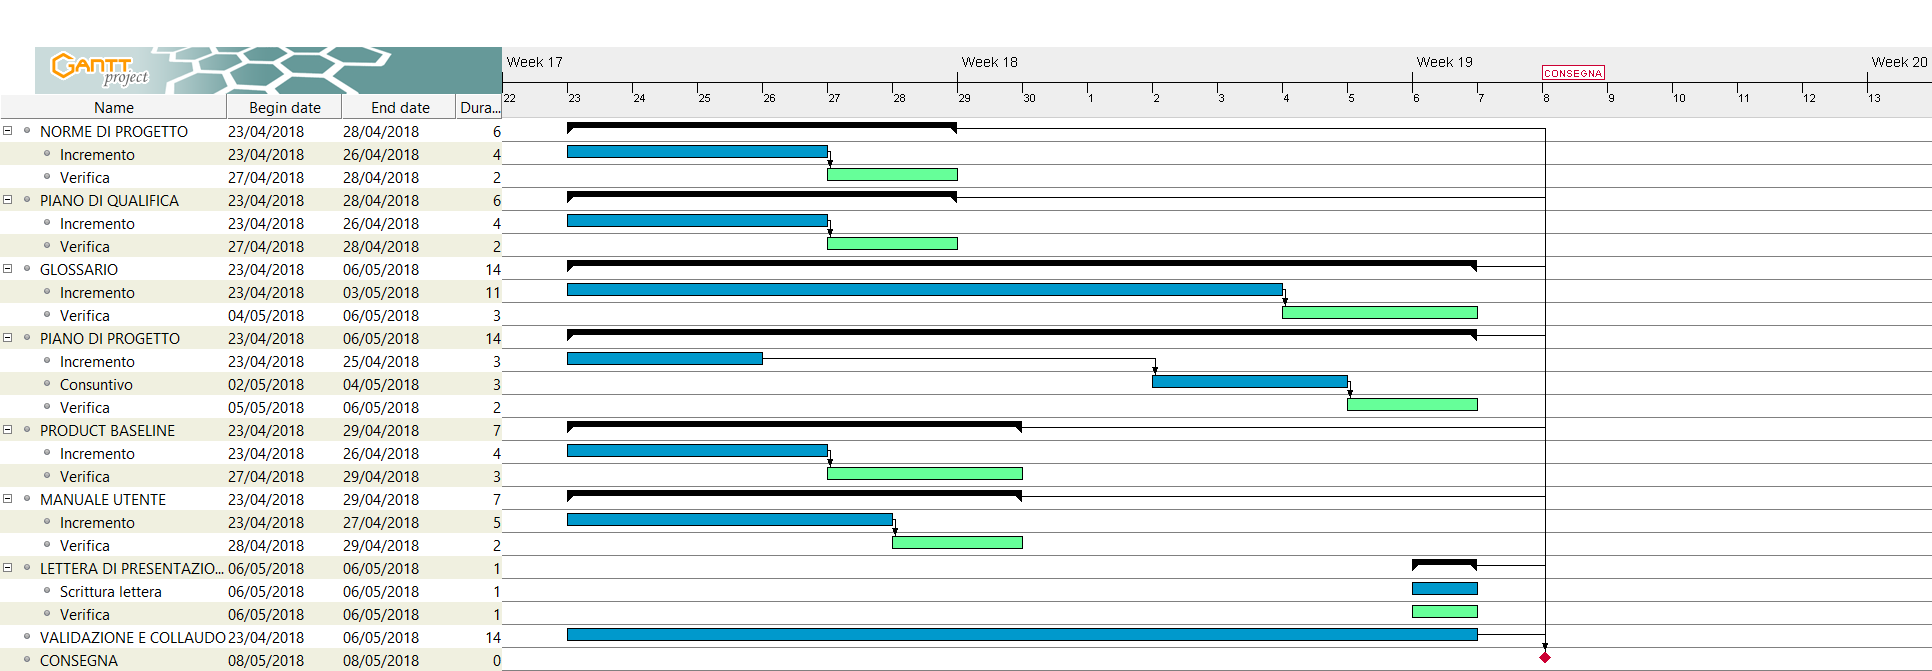 GANTT
project
Week 17 Week 18 Week 19 Week 20
CONSEGNA
22 23 24 25 26 27 28 29 30 1 2 3 4 5 6 7 8 9 10 11 12 13
Name Begin date End date Dura...
NORME DI PROGETTO 23/04/2018 28/04/2018 6
Incremento 23/04/2018 26/04/2018 4
Verifica 27/04/2018 28/04/2018 2
PIANO DI QUALIFICA 23/04/2018 28/04/2018 6
Incremento 23/04/2018 26/04/2018 4
Verifica 27/04/2018 28/04/2018 2
GLOSSARIO 23/04/2018 06/05/2018 14
Incremento 23/04/2018 03/05/2018 11
Verifica 04/05/2018 06/05/2018 3
PIANO DI PROGETTO 23/04/2018 06/05/2018 14
Incremento 23/04/2018 25/04/2018 3
Consuntivo 02/05/2018 04/05/2018 3
Verifica 05/05/2018 06/05/2018 2
PRODUCT BASELINE 23/04/2018 29/04/2018 7
Incremento 23/04/2018 26/04/2018 4
Verifica 27/04/2018 29/04/2018 3
MANUALE UTENTE 23/04/2018 29/04/2018 7
Incremento 23/04/2018 27/04/2018 5
Verifica 28/04/2018 29/04/2018 2
LETTERA DI PRESENTAZIO... 06/05/2018 06/05/2018 1
Scrittura lettera 06/05/2018 06/05/2018 1
Verifica 06/05/2018 06/05/2018 1
VALIDAZIONE E COLLAUDO 23/04/2018 06/05/2018 14
CONSEGNA 08/05/2018 08/05/2018 0